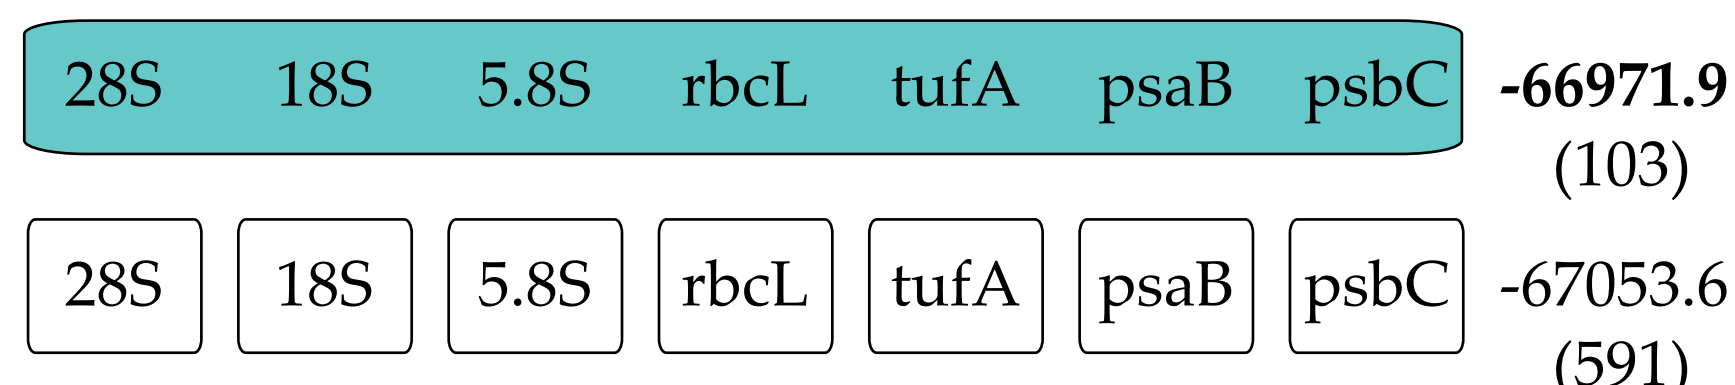 28S 18S 5.8S rbcL tufA psaB psbC -66971.9
(103)
28S 18S 5.8S rbcL tufA psaB psbC -67053.6
(591)